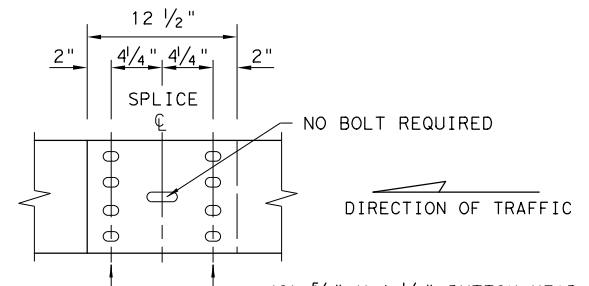 12 1/2"
2" 4 1/4" 4 1/4" 2"
SPLICE
℄
NO BOLT REQUIRED
DIRECTION OF TRAFFIC